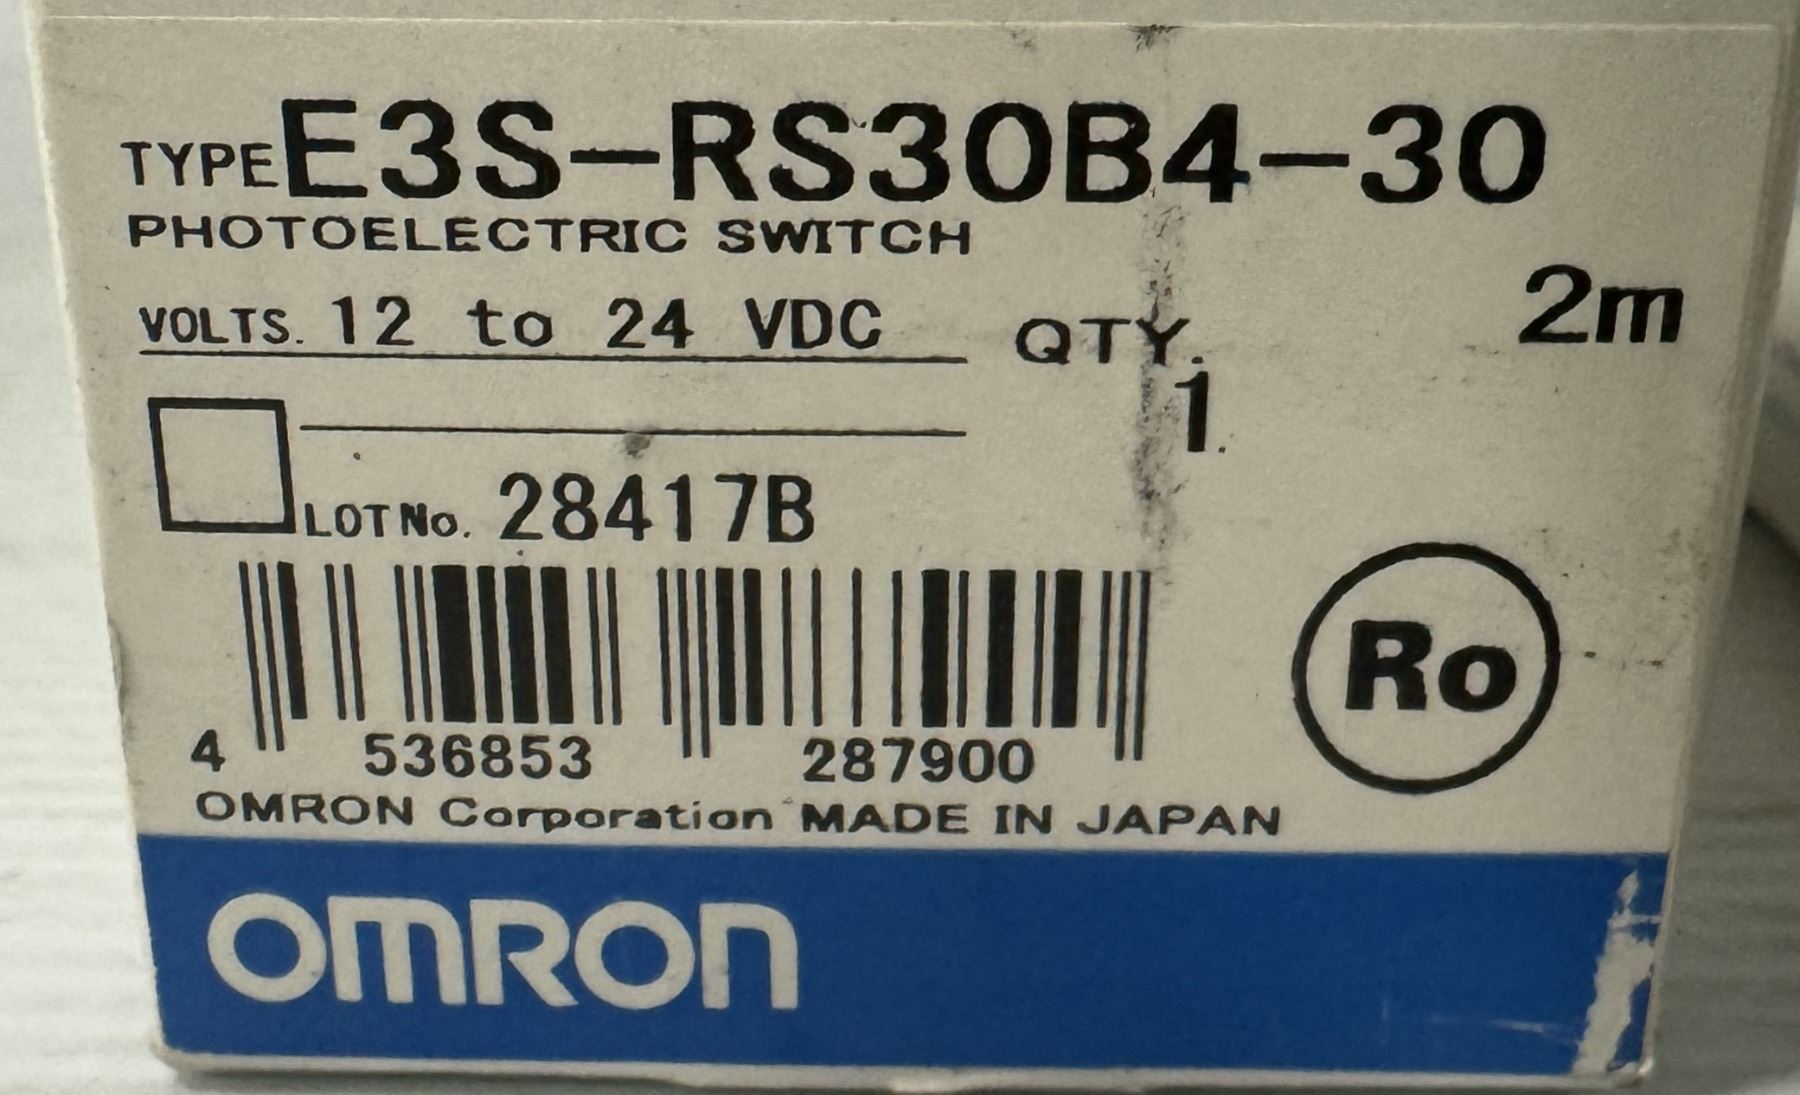 TYPE E3S-RS30B4-30
PHOTOELECTRIC SWITCH
2m
VOLTS. 12 to 24 VDC QTY.
1
LOT No. 28417B
Ro
4 536853 287900
OMRON Corporation MADE IN JAPAN
OMRON